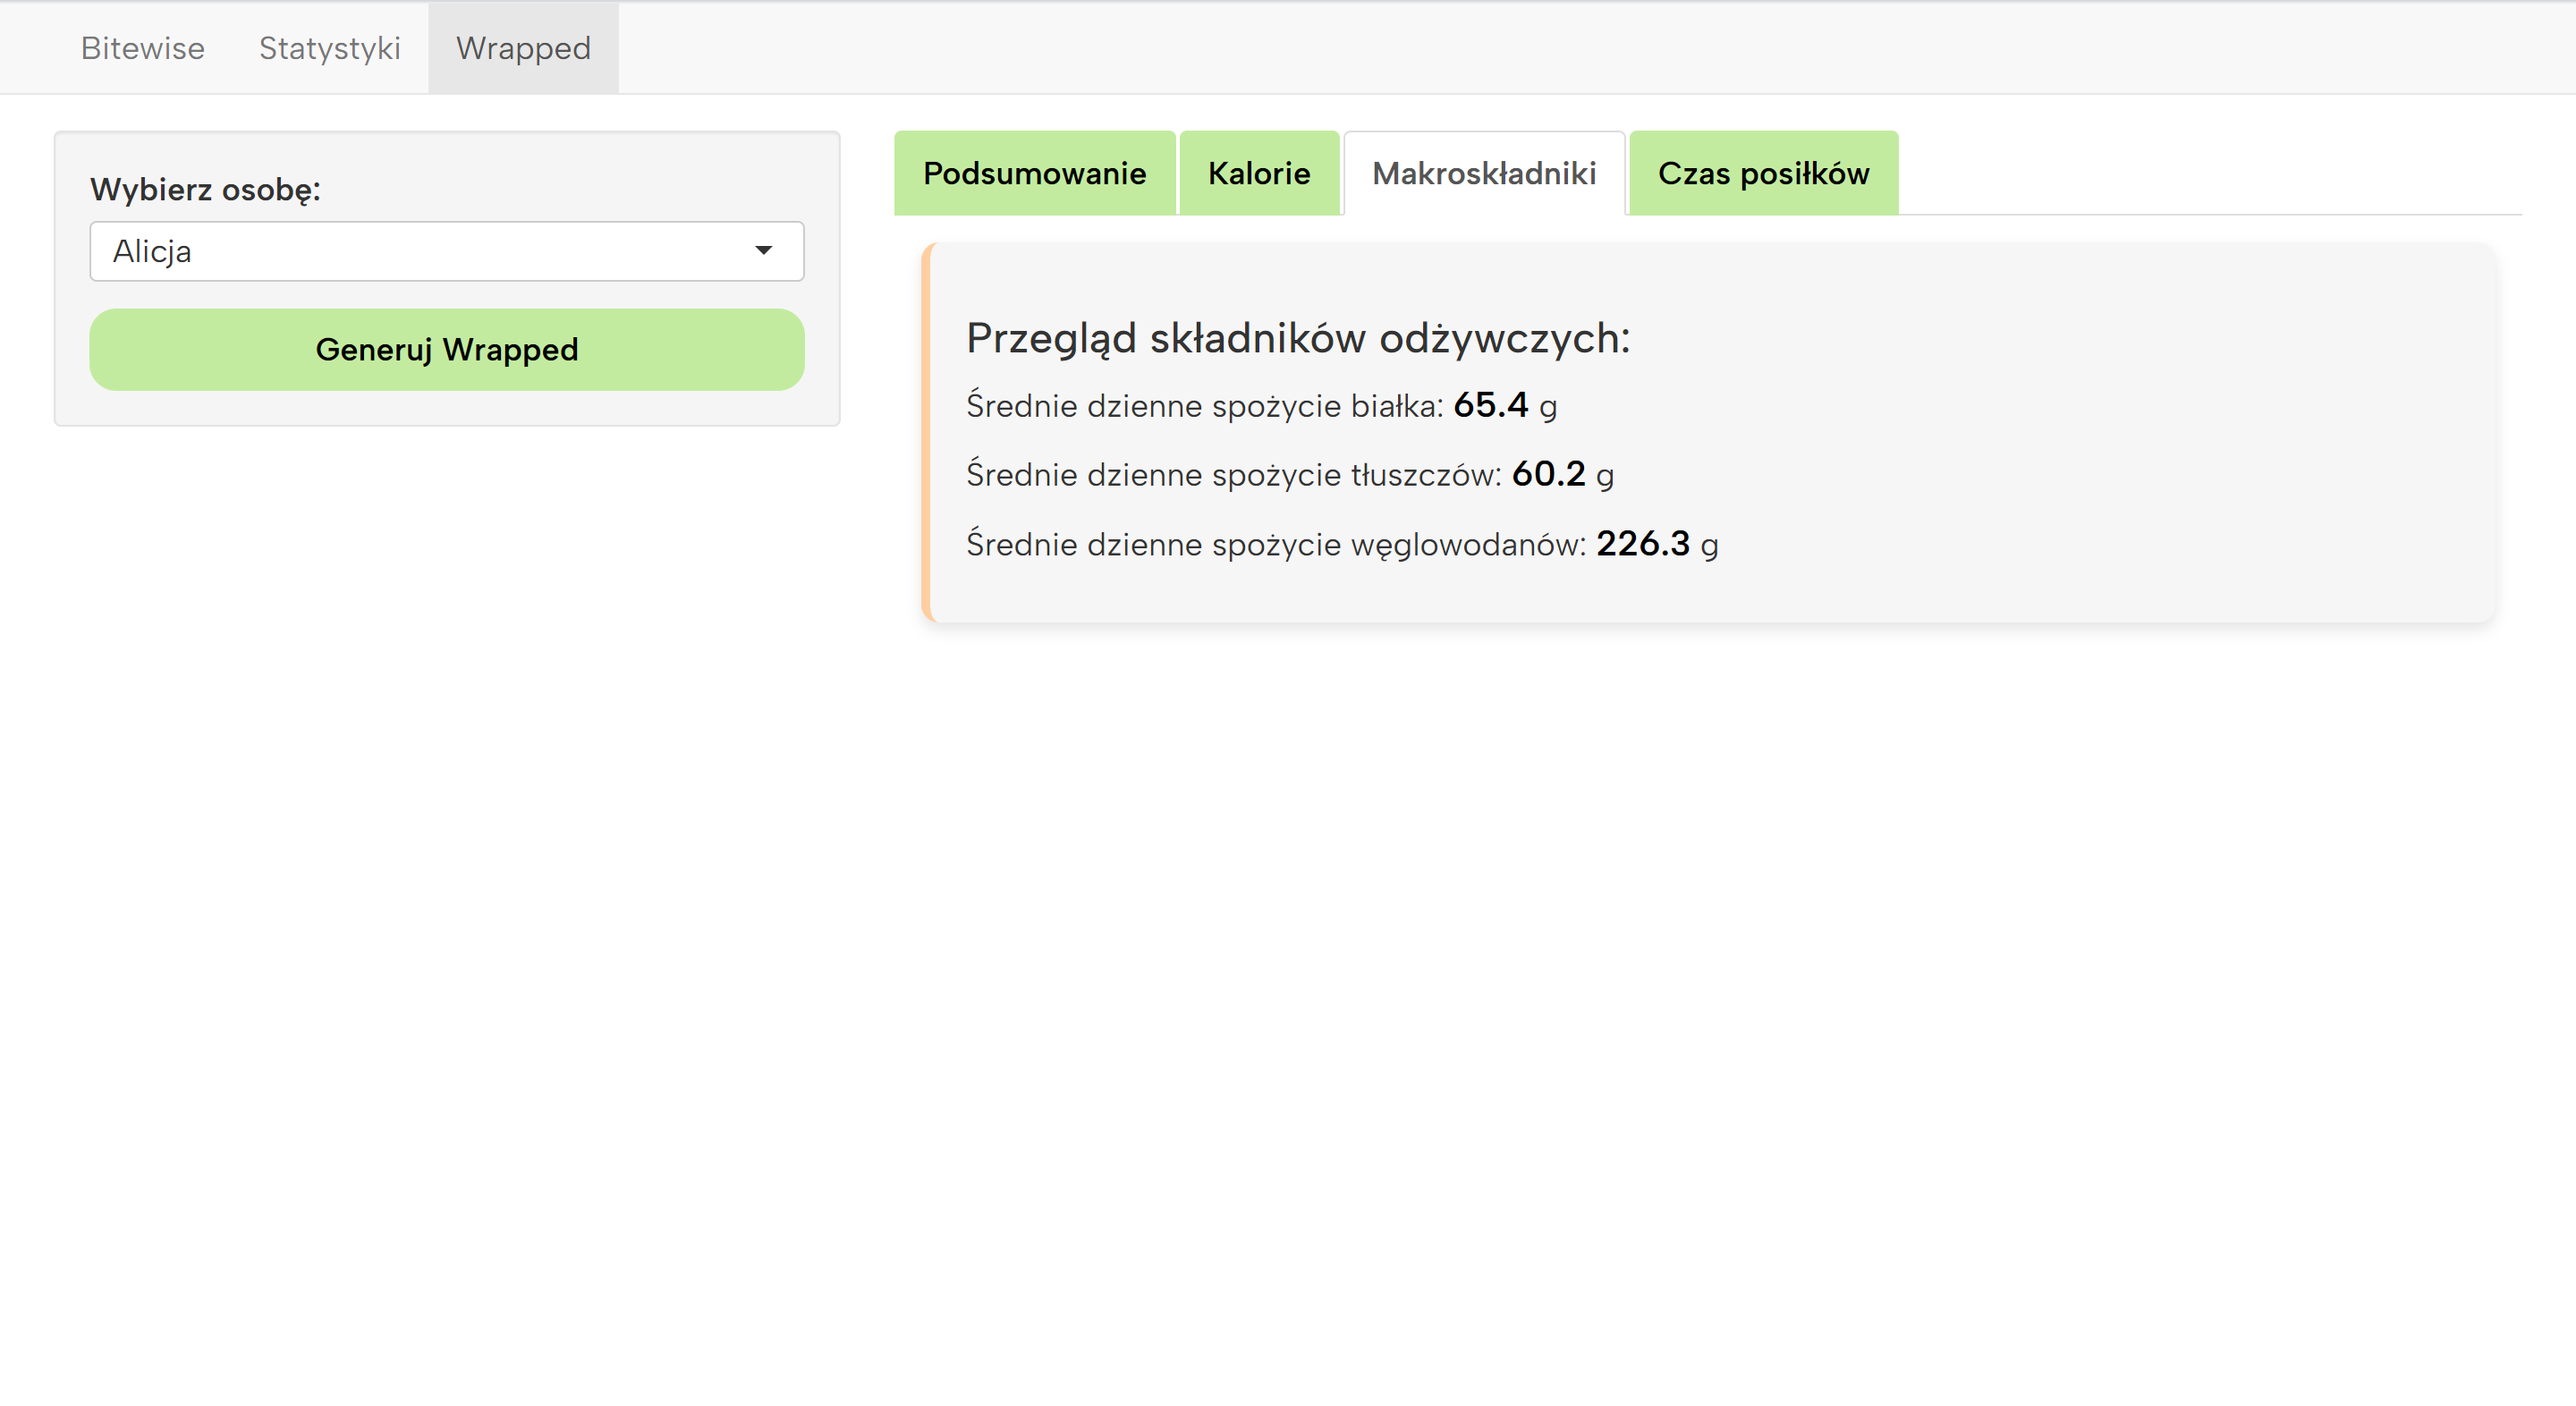 Bitewise Statystyki Wrapped
Wybierz osobę:
Alicja
Generuj Wrapped
Podsumowanie Kalorie Makroskładniki Czas posiłków
Przegląd składników odżywczych:
Średnie dzienne spożycie białka: 65.4 g
Średnie dzienne spożycie tłuszczów: 60.2 g
Średnie dzienne spożycie węglowodanów: 226.3 g